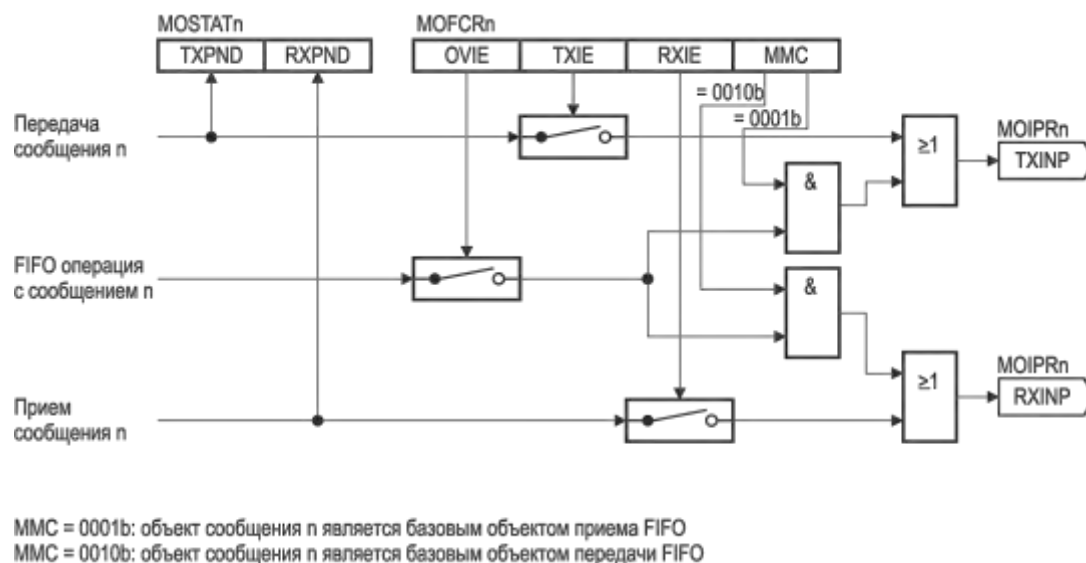 MOSTATn
MOFCRn
TXPND RXPND
OVIE TXIE RXIE MMC
= 0010b
= 0001b
Передача
сообщения n
≥1
MOIPRn
TXINP
&
FIFO операция
с сообщением n
&
Прием
сообщения n
≥1
MOIPRn
RXINP
MMC = 0001b: объект сообщения n является базовым объектом приема FIFO
MMC = 0010b: объект сообщения n является базовым объектом передачи FIFO